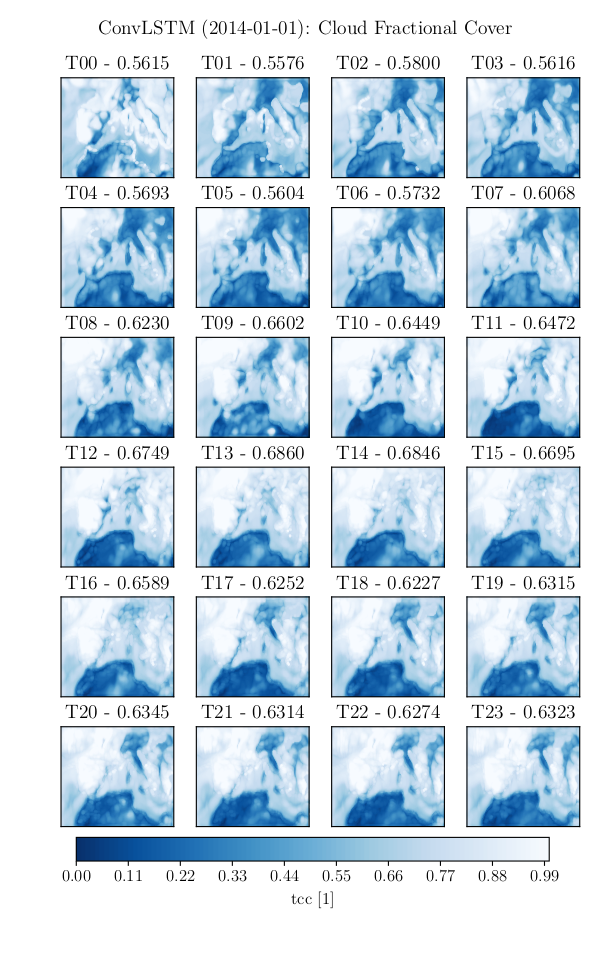 ConvLSTM (2014-01-01): Cloud Fractional Cover
T00 - 0.5615 T01 - 0.5576 T02 - 0.5800 T03 - 0.5616
T04 - 0.5693 T05 - 0.5604 T06 - 0.5732 T07 - 0.6068
T08 - 0.6230 T09 - 0.6602 T10 - 0.6449 T11 - 0.6472
T12 - 0.6749 T13 - 0.6860 T14 - 0.6846 T15 - 0.6695
T16 - 0.6589 T17 - 0.6252 T18 - 0.6227 T19 - 0.6315
T20 - 0.6345 T21 - 0.6314 T22 - 0.6274 T23 - 0.6323
0.00 0.11 0.22 0.33 0.44 0.55 0.66 0.77 0.88 0.99
tcc [1]